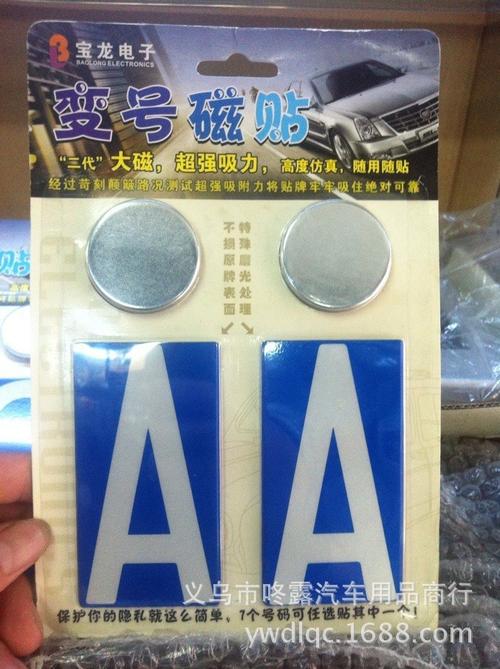 宝龙电子
BAOLONG ELECTRONICS
变号磁贴
“三代”大磁，超强吸力，高度仿真，随用随贴
经过苛刻颠簸路况测试超强吸附力将贴牌牢牢吸住绝对可靠
特殊磨光处理
不损原牌表面
A
A
义乌市咚露汽车用品商行
保护你的隐私就这么简单，7个号码可任选贴其中一个！
ywdlqc.1688.com